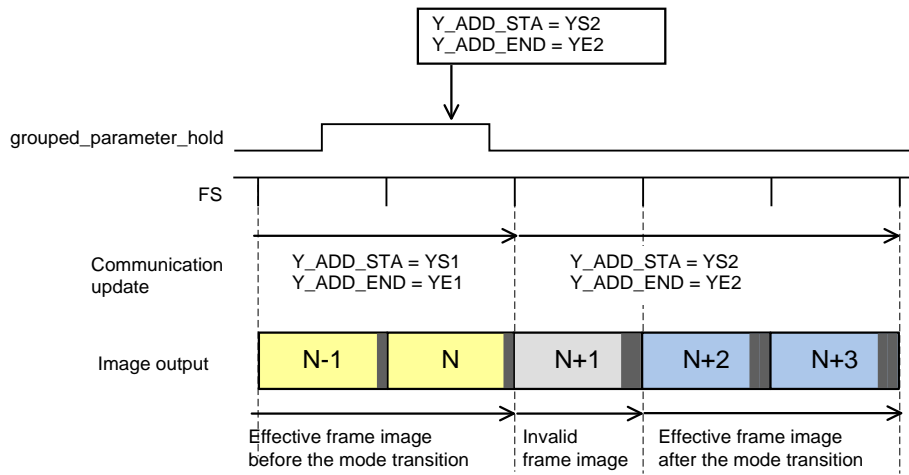 Y_ADD_STA = YS2
Y_ADD_END = YE2
grouped_parameter_hold
FS
Communication
update
Y_ADD_STA = YS1
Y_ADD_END = YE1
Y_ADD_STA = YS2
Y_ADD_END = YE2
Image output
N-1
N
N+1
N+2
N+3
Effective frame image
before the mode transition
Invalid
frame image
Effective frame image
after the mode transition